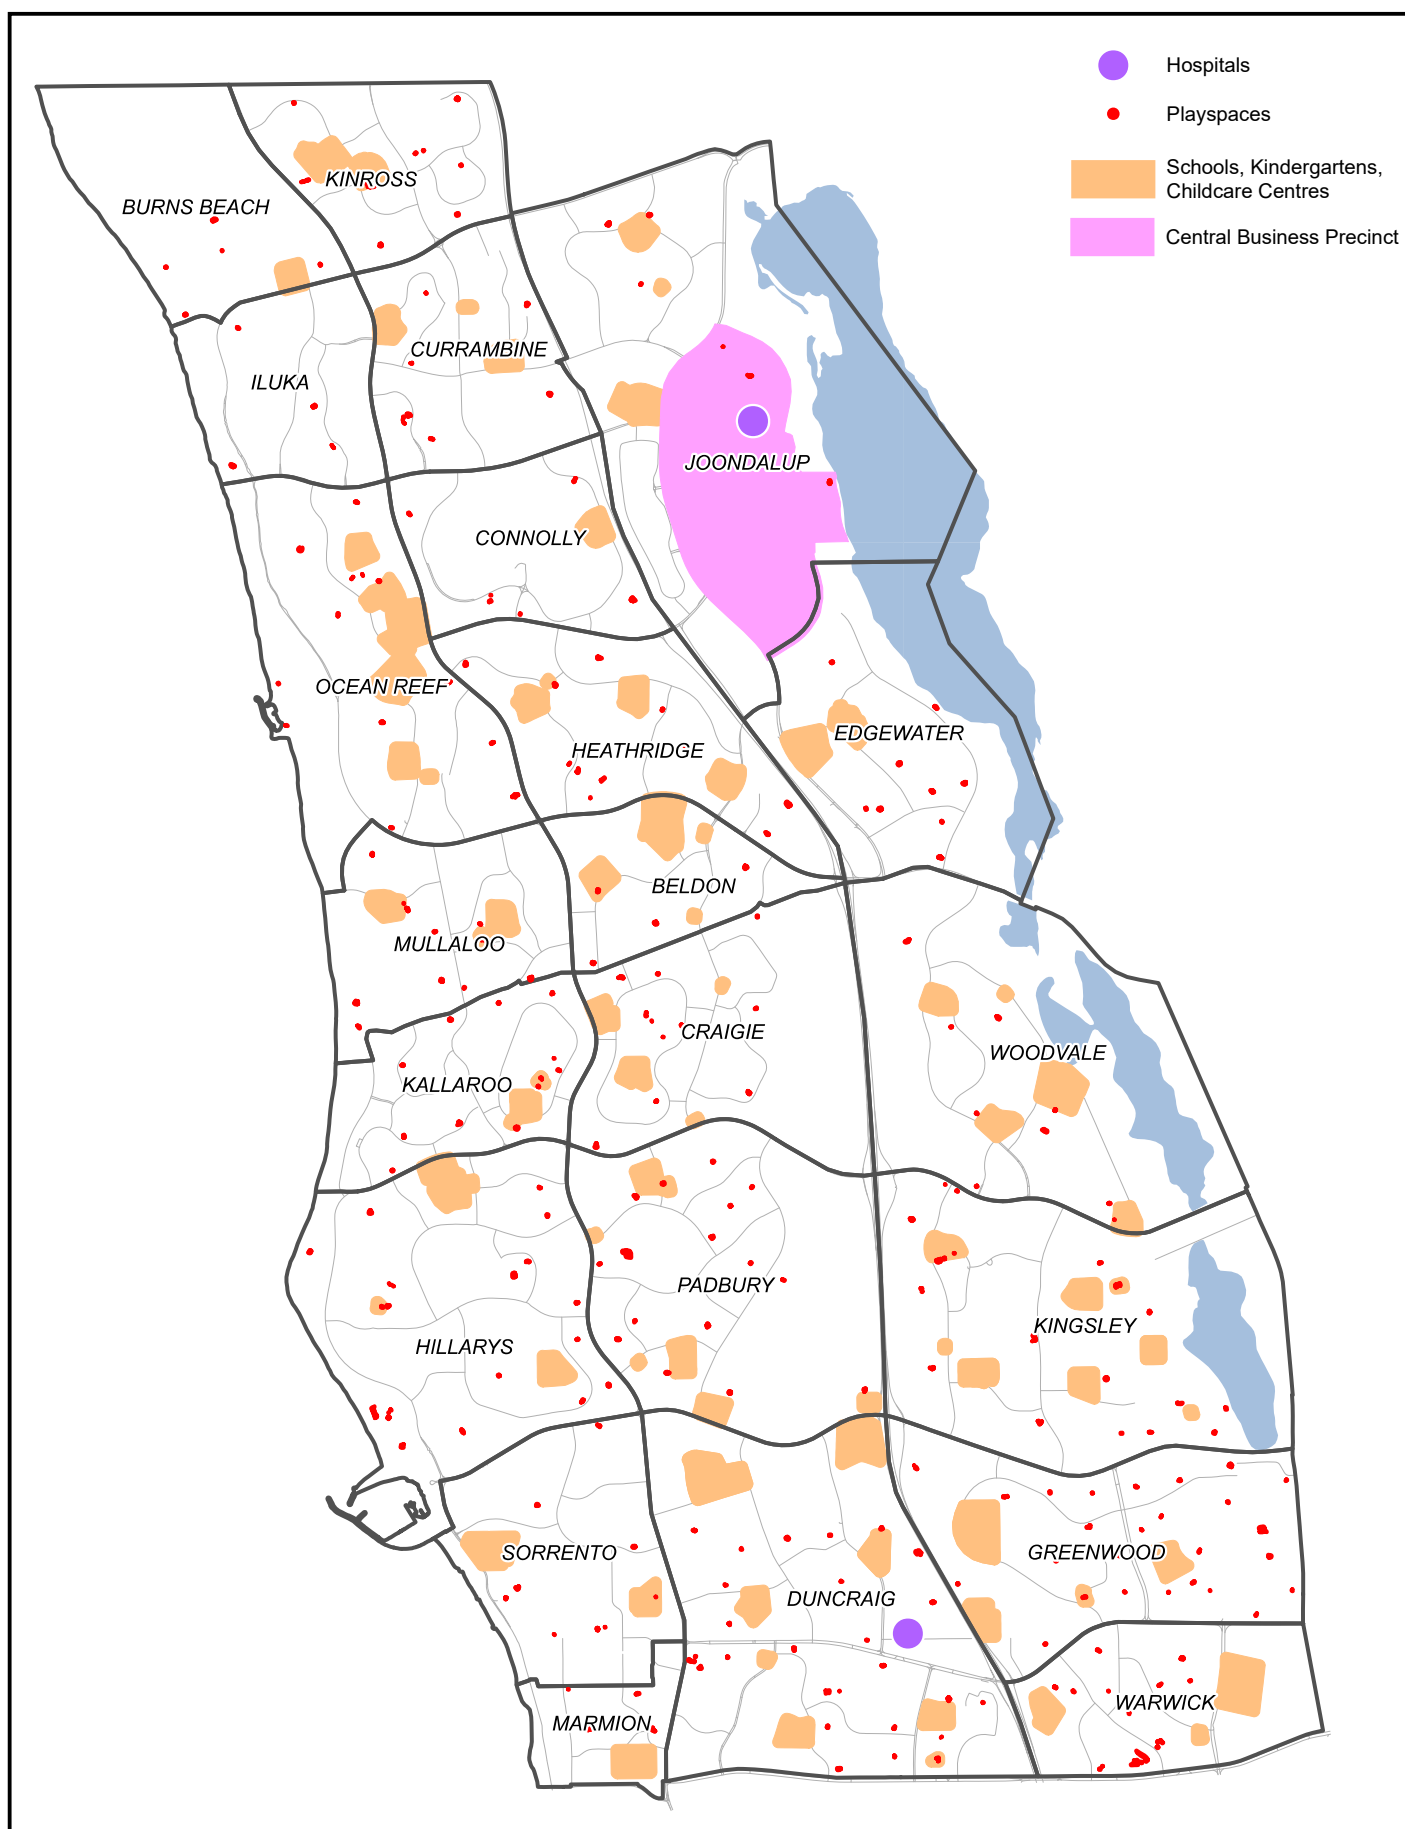 Hospitals
Playspaces
Schools, Kindergartens,
Childcare Centres
Central Business Precinct
KINROSS
BURNS BEACH
CURRAMBINE
ILUKA
JOONDALUP
CONNOLLY
OCEAN REEF
EDGEWATER
HEATHRIDGE
BELDON
MULLALOO
CRAIGIE
WOODVALE
KALLAROO
PADBURY
KINGSLEY
HILLARYS
SORRENTO
GREENWOOD
DUNCRAIG
WARWICK
MARMION